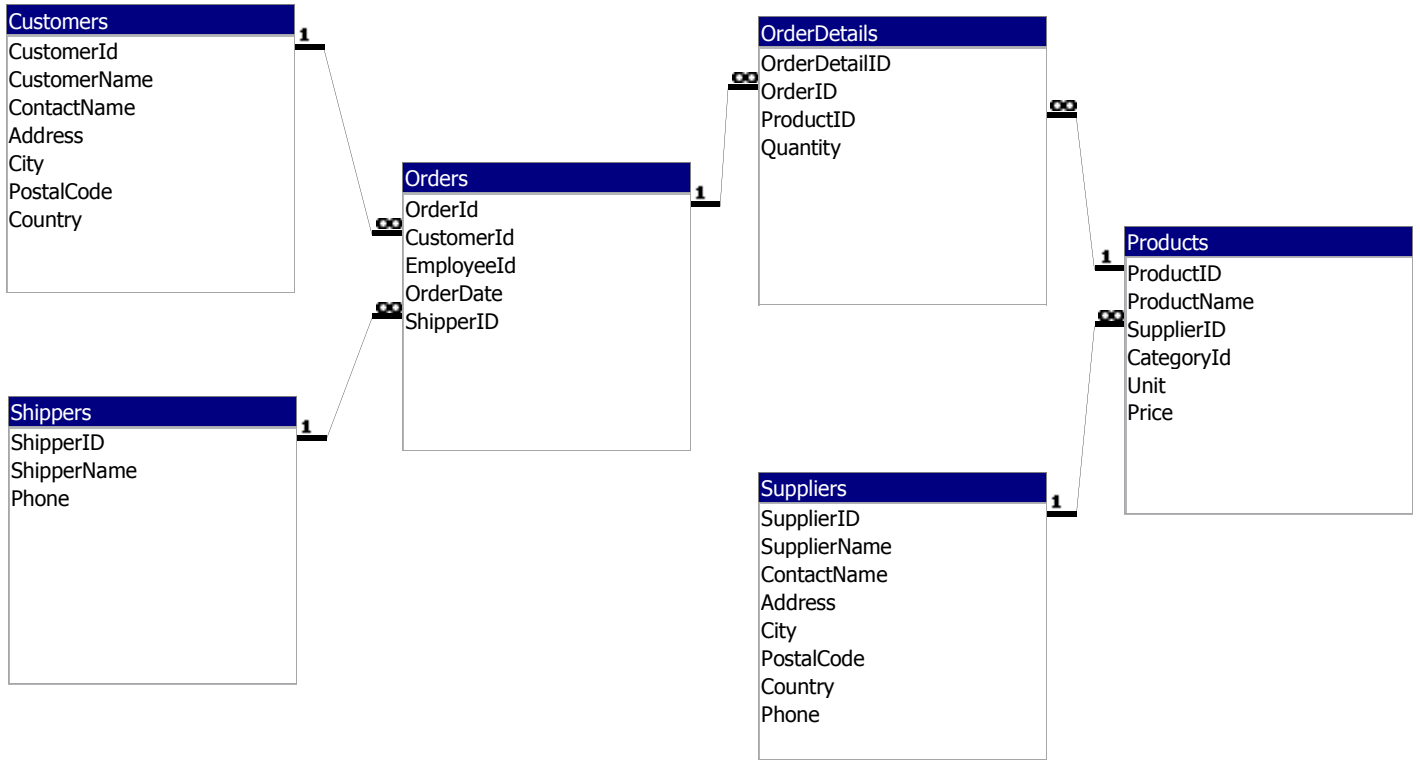 Customers
CustomerId
CustomerName
ContactName
Address
City
PostalCode
Country
1
∞
Shippers
ShipperID
ShipperName
Phone
1
∞
Orders
OrderId
CustomerId
EmployeeId
OrderDate
ShipperID
1
∞
OrderDetails
OrderDetailID
OrderID
ProductID
Quantity
∞
1
Suppliers
SupplierID
SupplierName
ContactName
Address
City
PostalCode
Country
Phone
1
∞
Products
ProductID
ProductName
SupplierID
CategoryId
Unit
Price